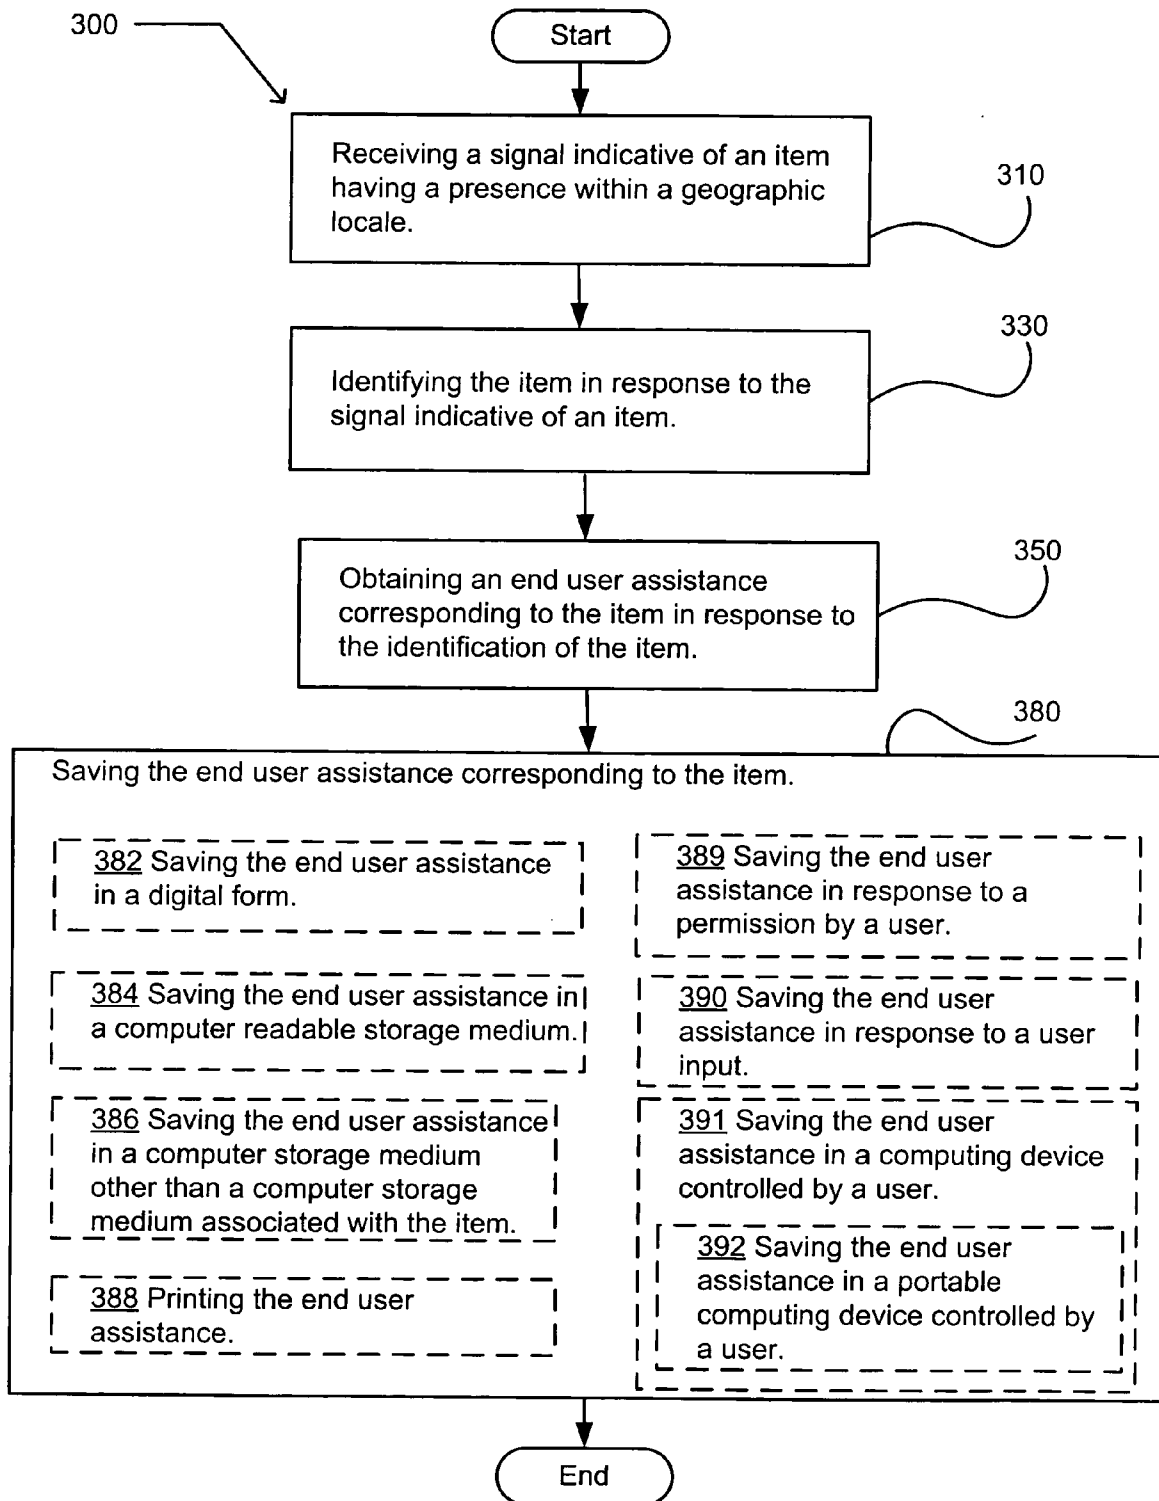 300
Start
Receiving a signal indicative of an item
having a presence within a geographic
locale.
310
Identifying the item in response to the
signal indicative of an item.
330
Obtaining an end user assistance
corresponding to the item in response to
the identification of the item.
350
380
Saving the end user assistance corresponding to the item.
382 Saving the end user assistance
in a digital form.
384 Saving the end user assistance in
a computer readable storage medium.
386 Saving the end user assistance
in a computer storage medium
other than a computer storage
medium associated with the item.
388 Printing the end user
assistance.
389 Saving the end user
assistance in response to a
permission by a user.
390 Saving the end user
assistance in response to a user
input.
391 Saving the end user
assistance in a computing device
controlled by a user.
392 Saving the end user
assistance in a portable
computing device controlled by
a user.
End